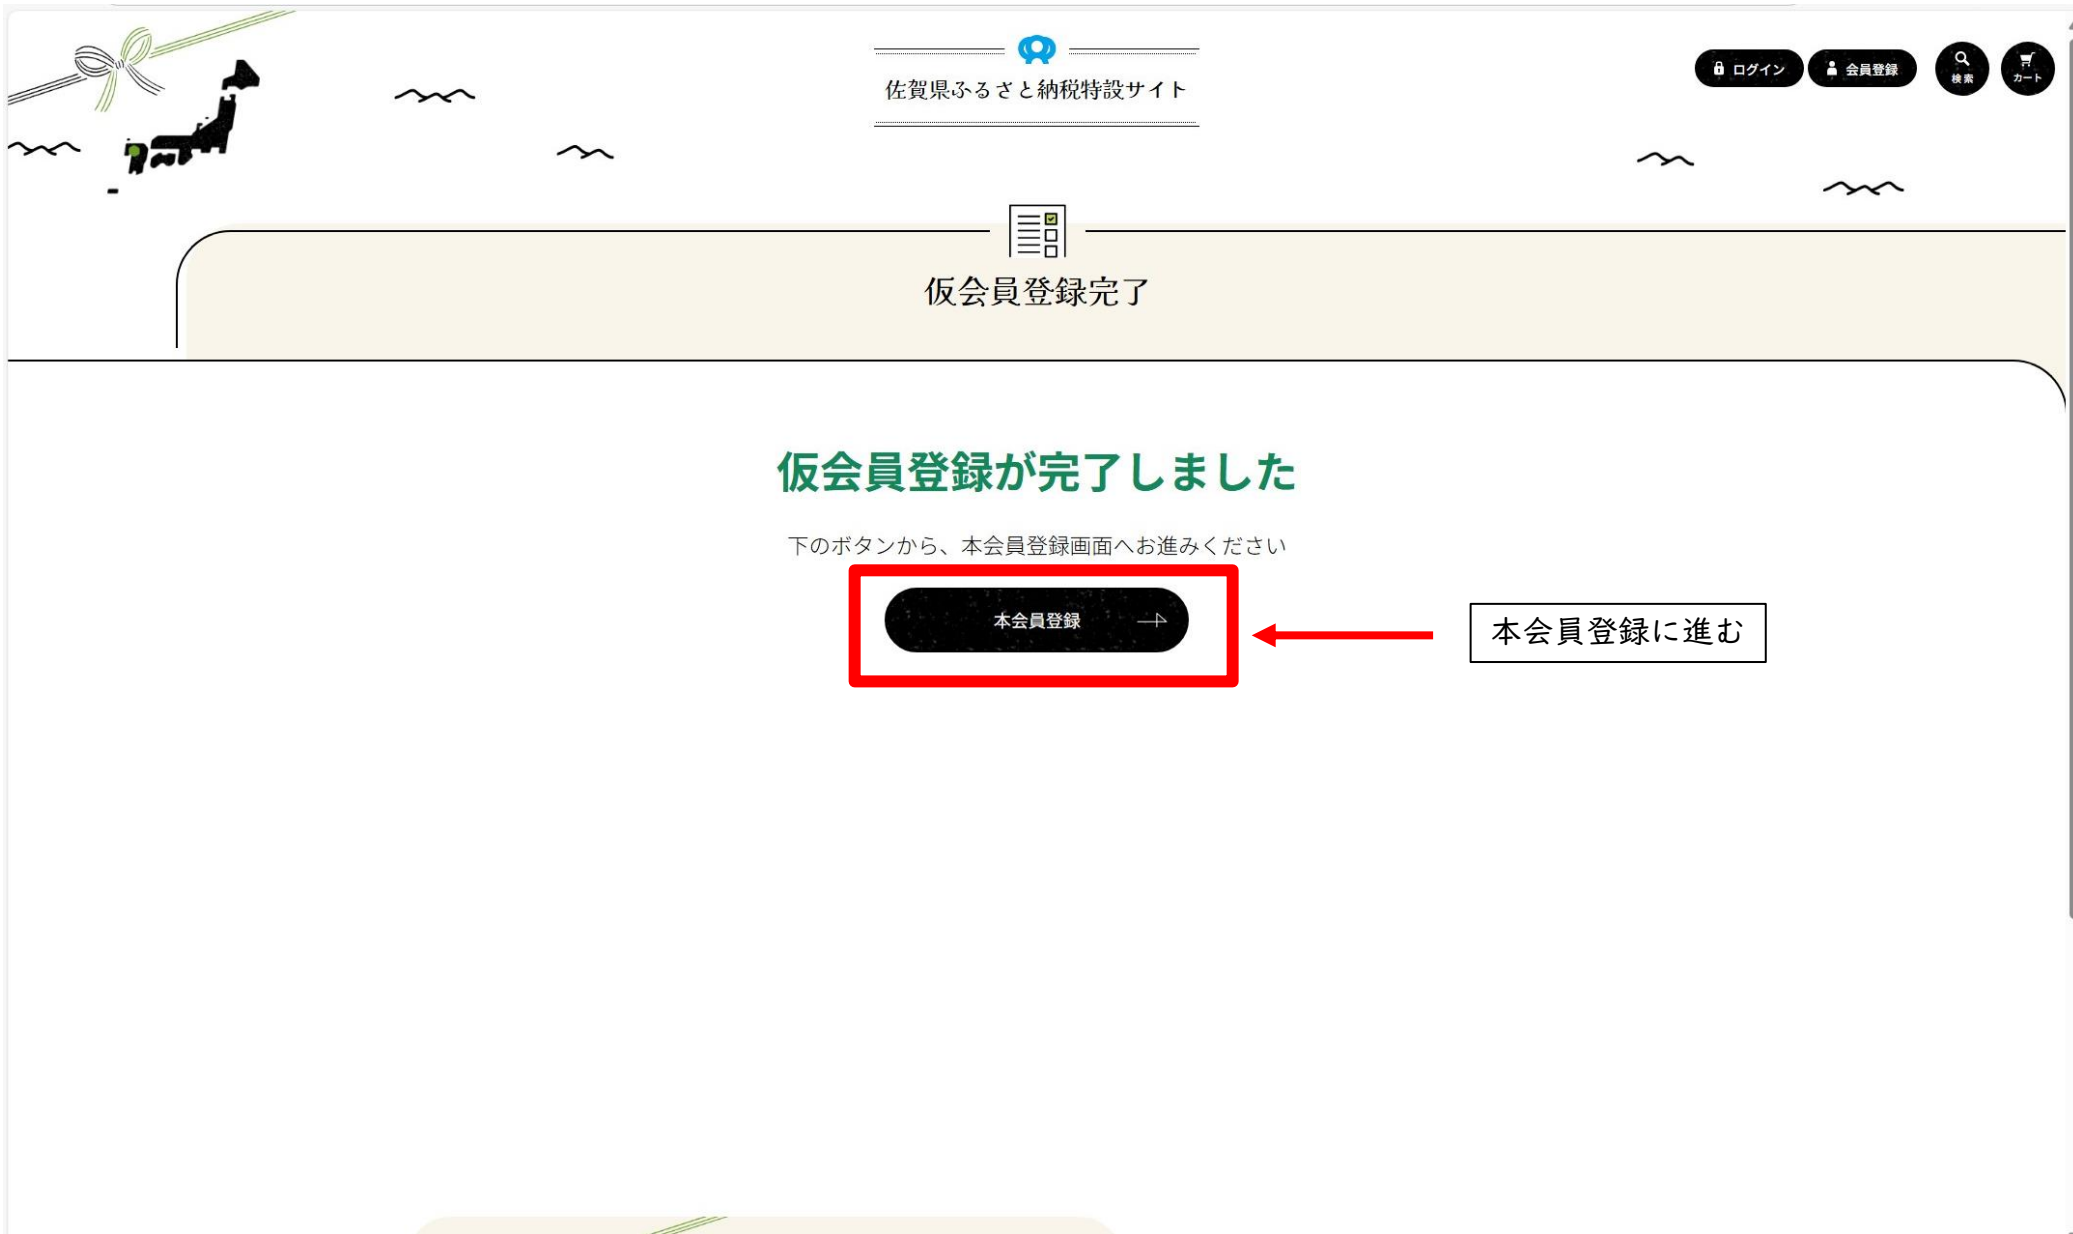 佐賀県ふるさと納税特設サイト
ログイン
会員登録
検索
カート
仮会員登録完了
仮会員登録が完了しました
下のボタンから、本会員登録画面へお進みください
本会員登録
本会員登録に進む